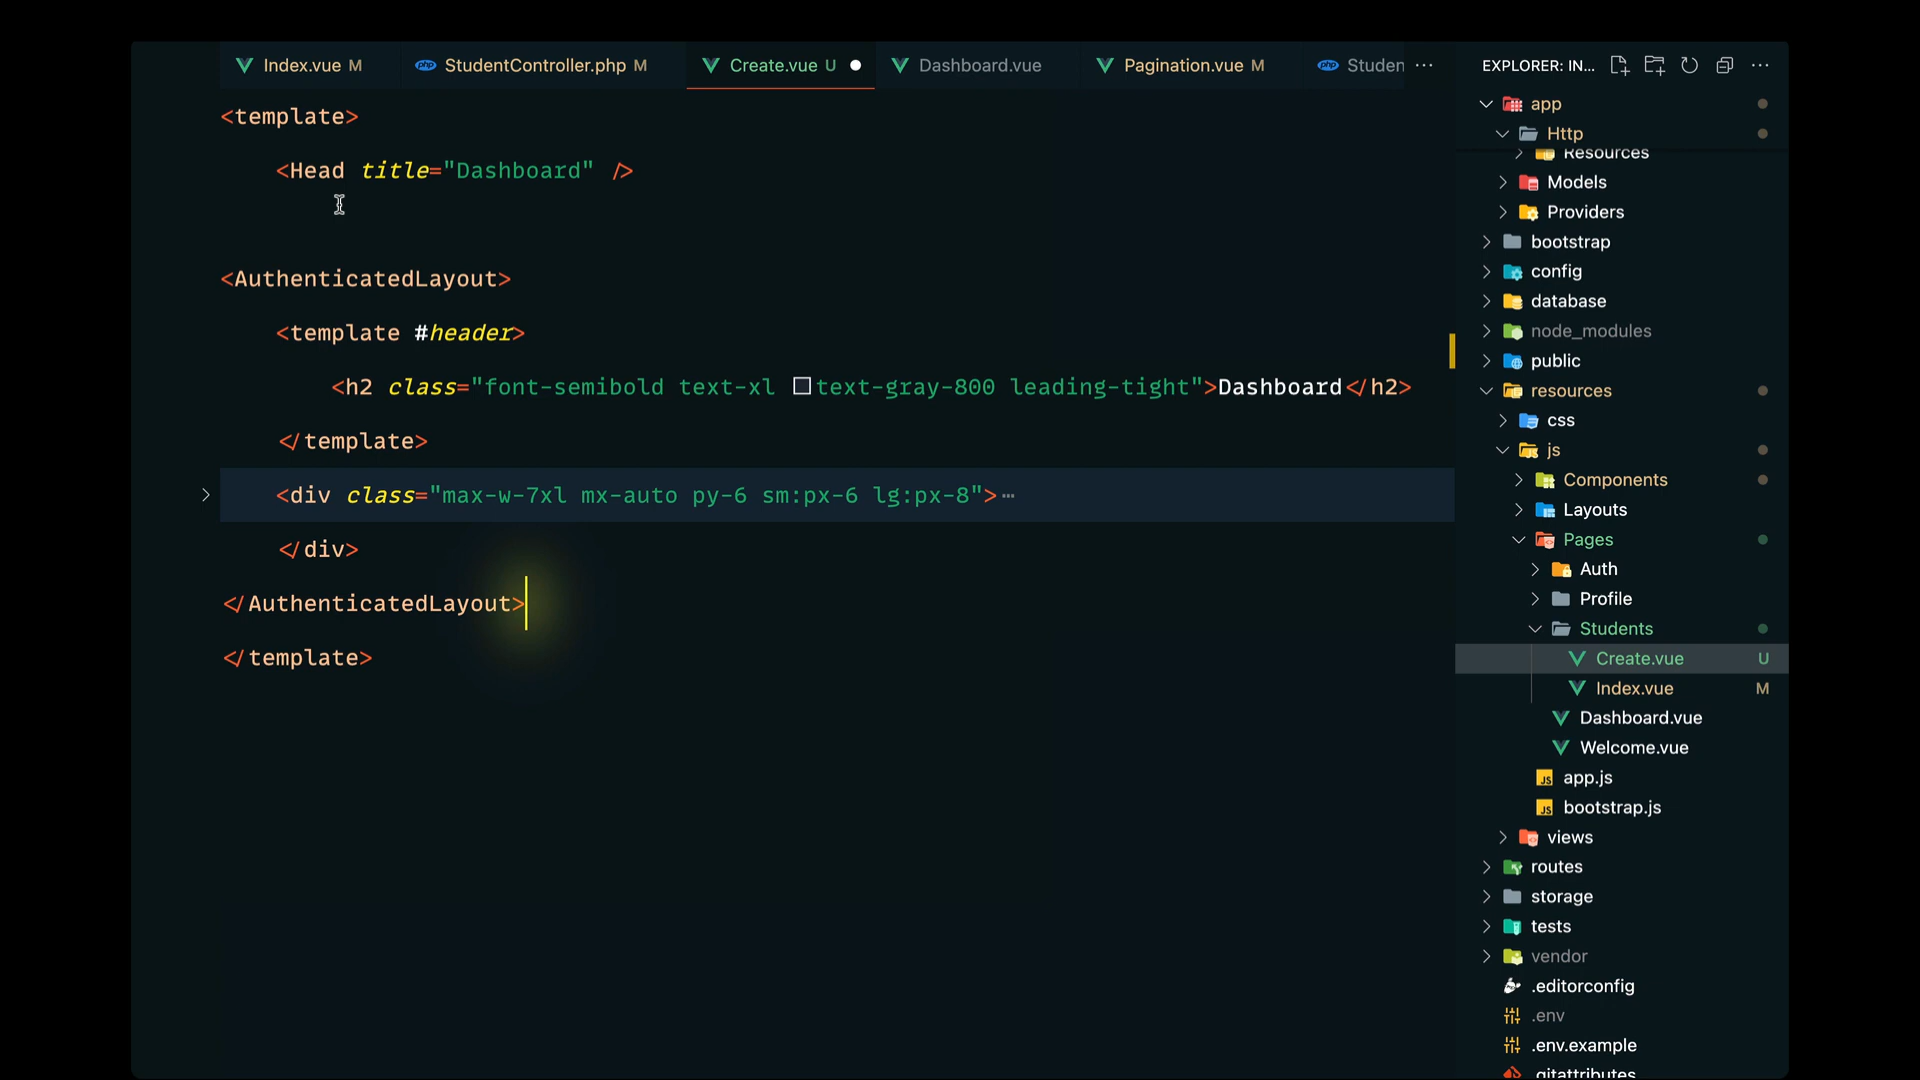 Index.vue M
StudentController.php M
Create.vue U
Dashboard.vue
Pagination.vue M
Studen
...
EXPLORER: IN...
<template>
<Head title="Dashboard" />
<AuthenticatedLayout>
<template #header>
<h2 class="font-semibold text-xl text-gray-800 leading-tight">Dashboard</h2>
</template>
<div class="max-w-7xl mx-auto py-6 sm:px-6 lg:px-8">...
</div>
</AuthenticatedLayout>
</template>
app
Http
Resources
Models
Providers
bootstrap
config
database
node_modules
public
resources
css
js
Components
Layouts
Pages
Auth
Profile
Students
Create.vue U
Index.vue M
Dashboard.vue
Welcome.vue
JS app.js
JS bootstrap.js
views
routes
storage
tests
vendor
.editorconfig
.env
.env.example
.gitattributes